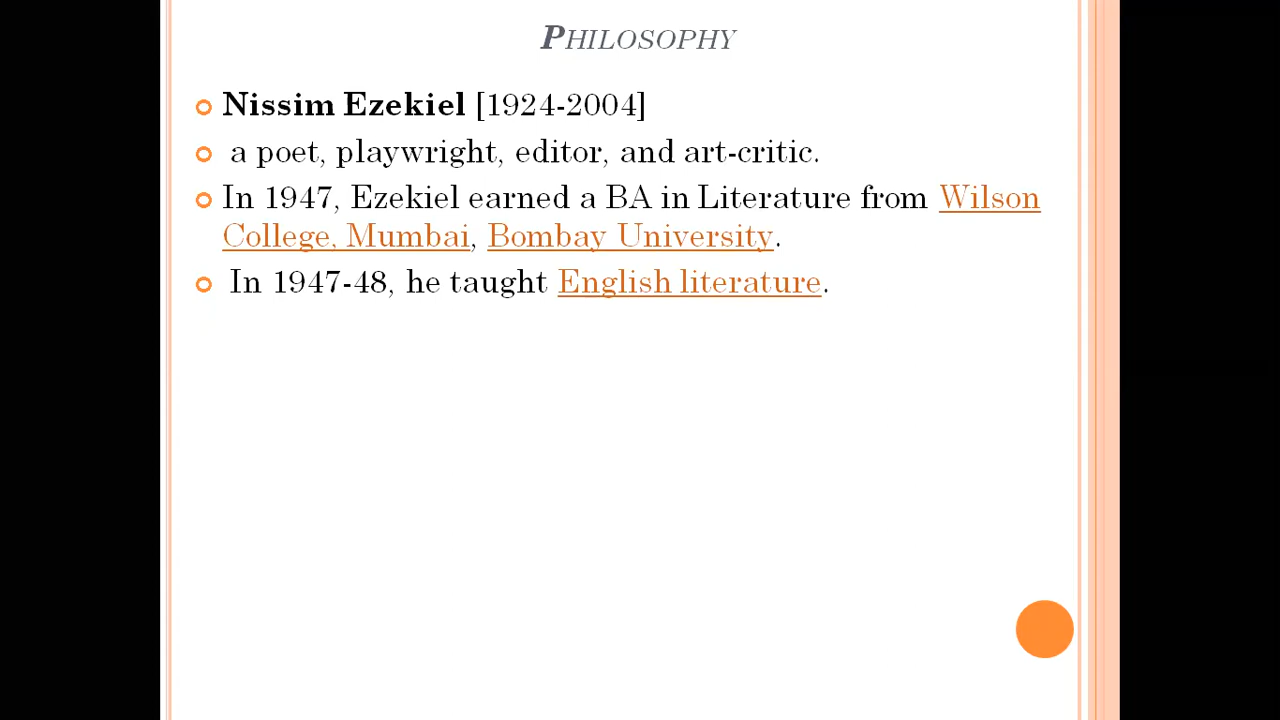 Philosophy
Nissim Ezekiel [1924-2004]
a poet, playwright, editor, and art-critic.
In 1947, Ezekiel earned a BA in Literature from Wilson
College, Mumbai, Bombay University.
In 1947-48, he taught English literature.